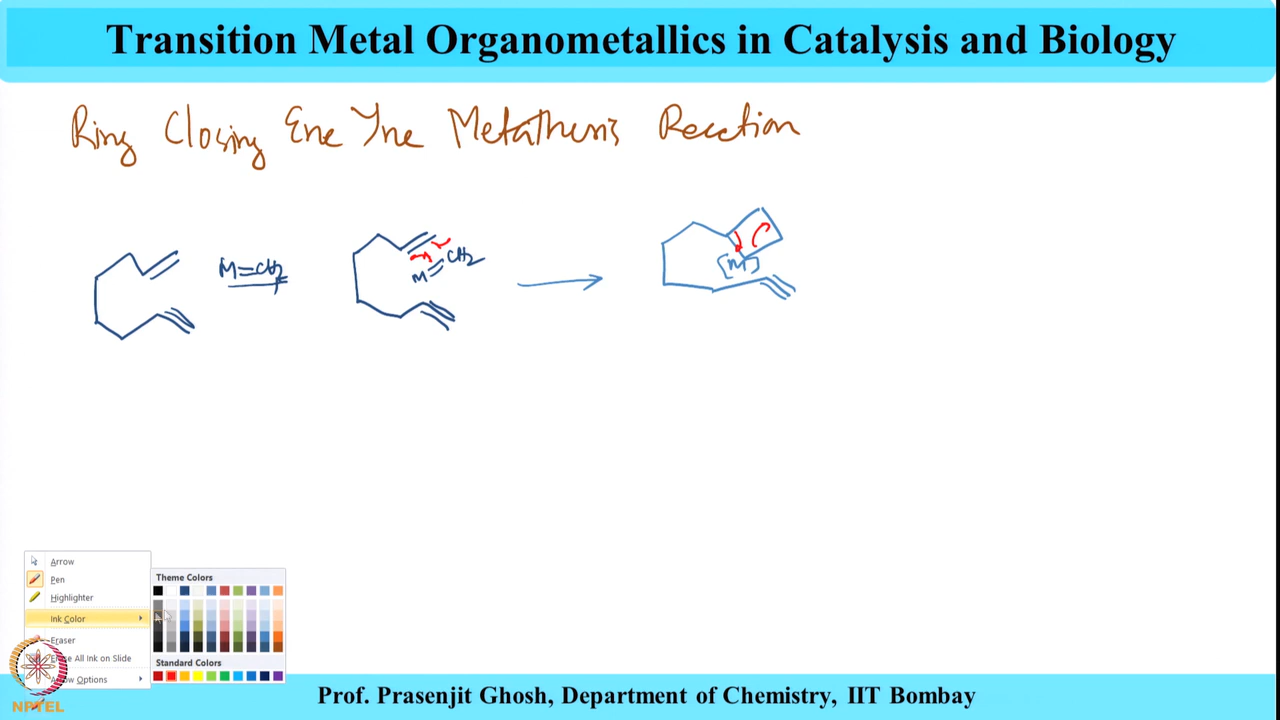 Transition Metal Organometallics in Catalysis and Biology
Ring Closing Ene Yne Metathesis Reaction
M=CH2
M=CH2
[M]
Arrow
Pen
Highlighter
Ink Color
Eraser
Erase All Ink on Slide
Arrow Options
Theme Colors
Standard Colors
NPTEL
Prof. Prasenjit Ghosh, Department of Chemistry, IIT Bombay